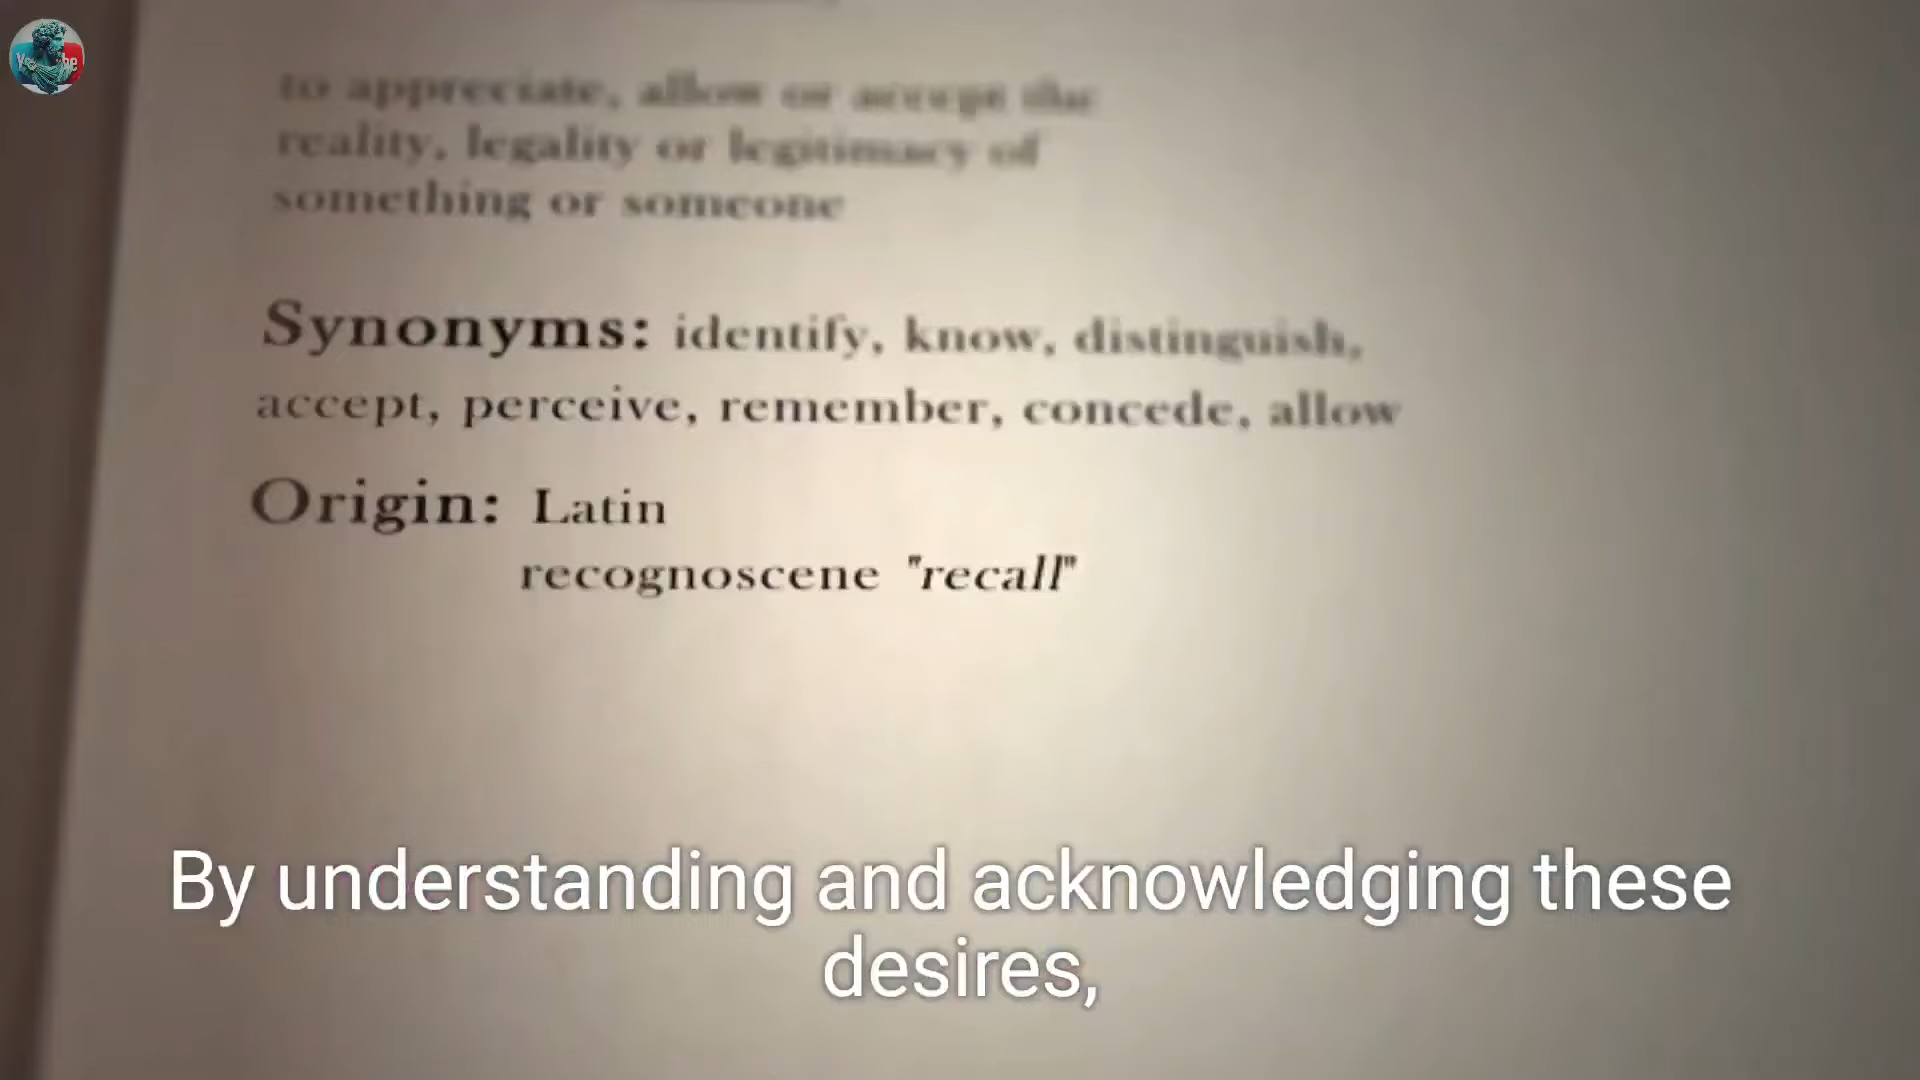 to appreciate, allow or accept the
reality, legality or legitimacy of
something or someone
Synonyms: identify, know, distinguish,
accept, perceive, remember, concede, allow
Origin: Latin
recognoscene "recall"
By understanding and acknowledging these
desires,